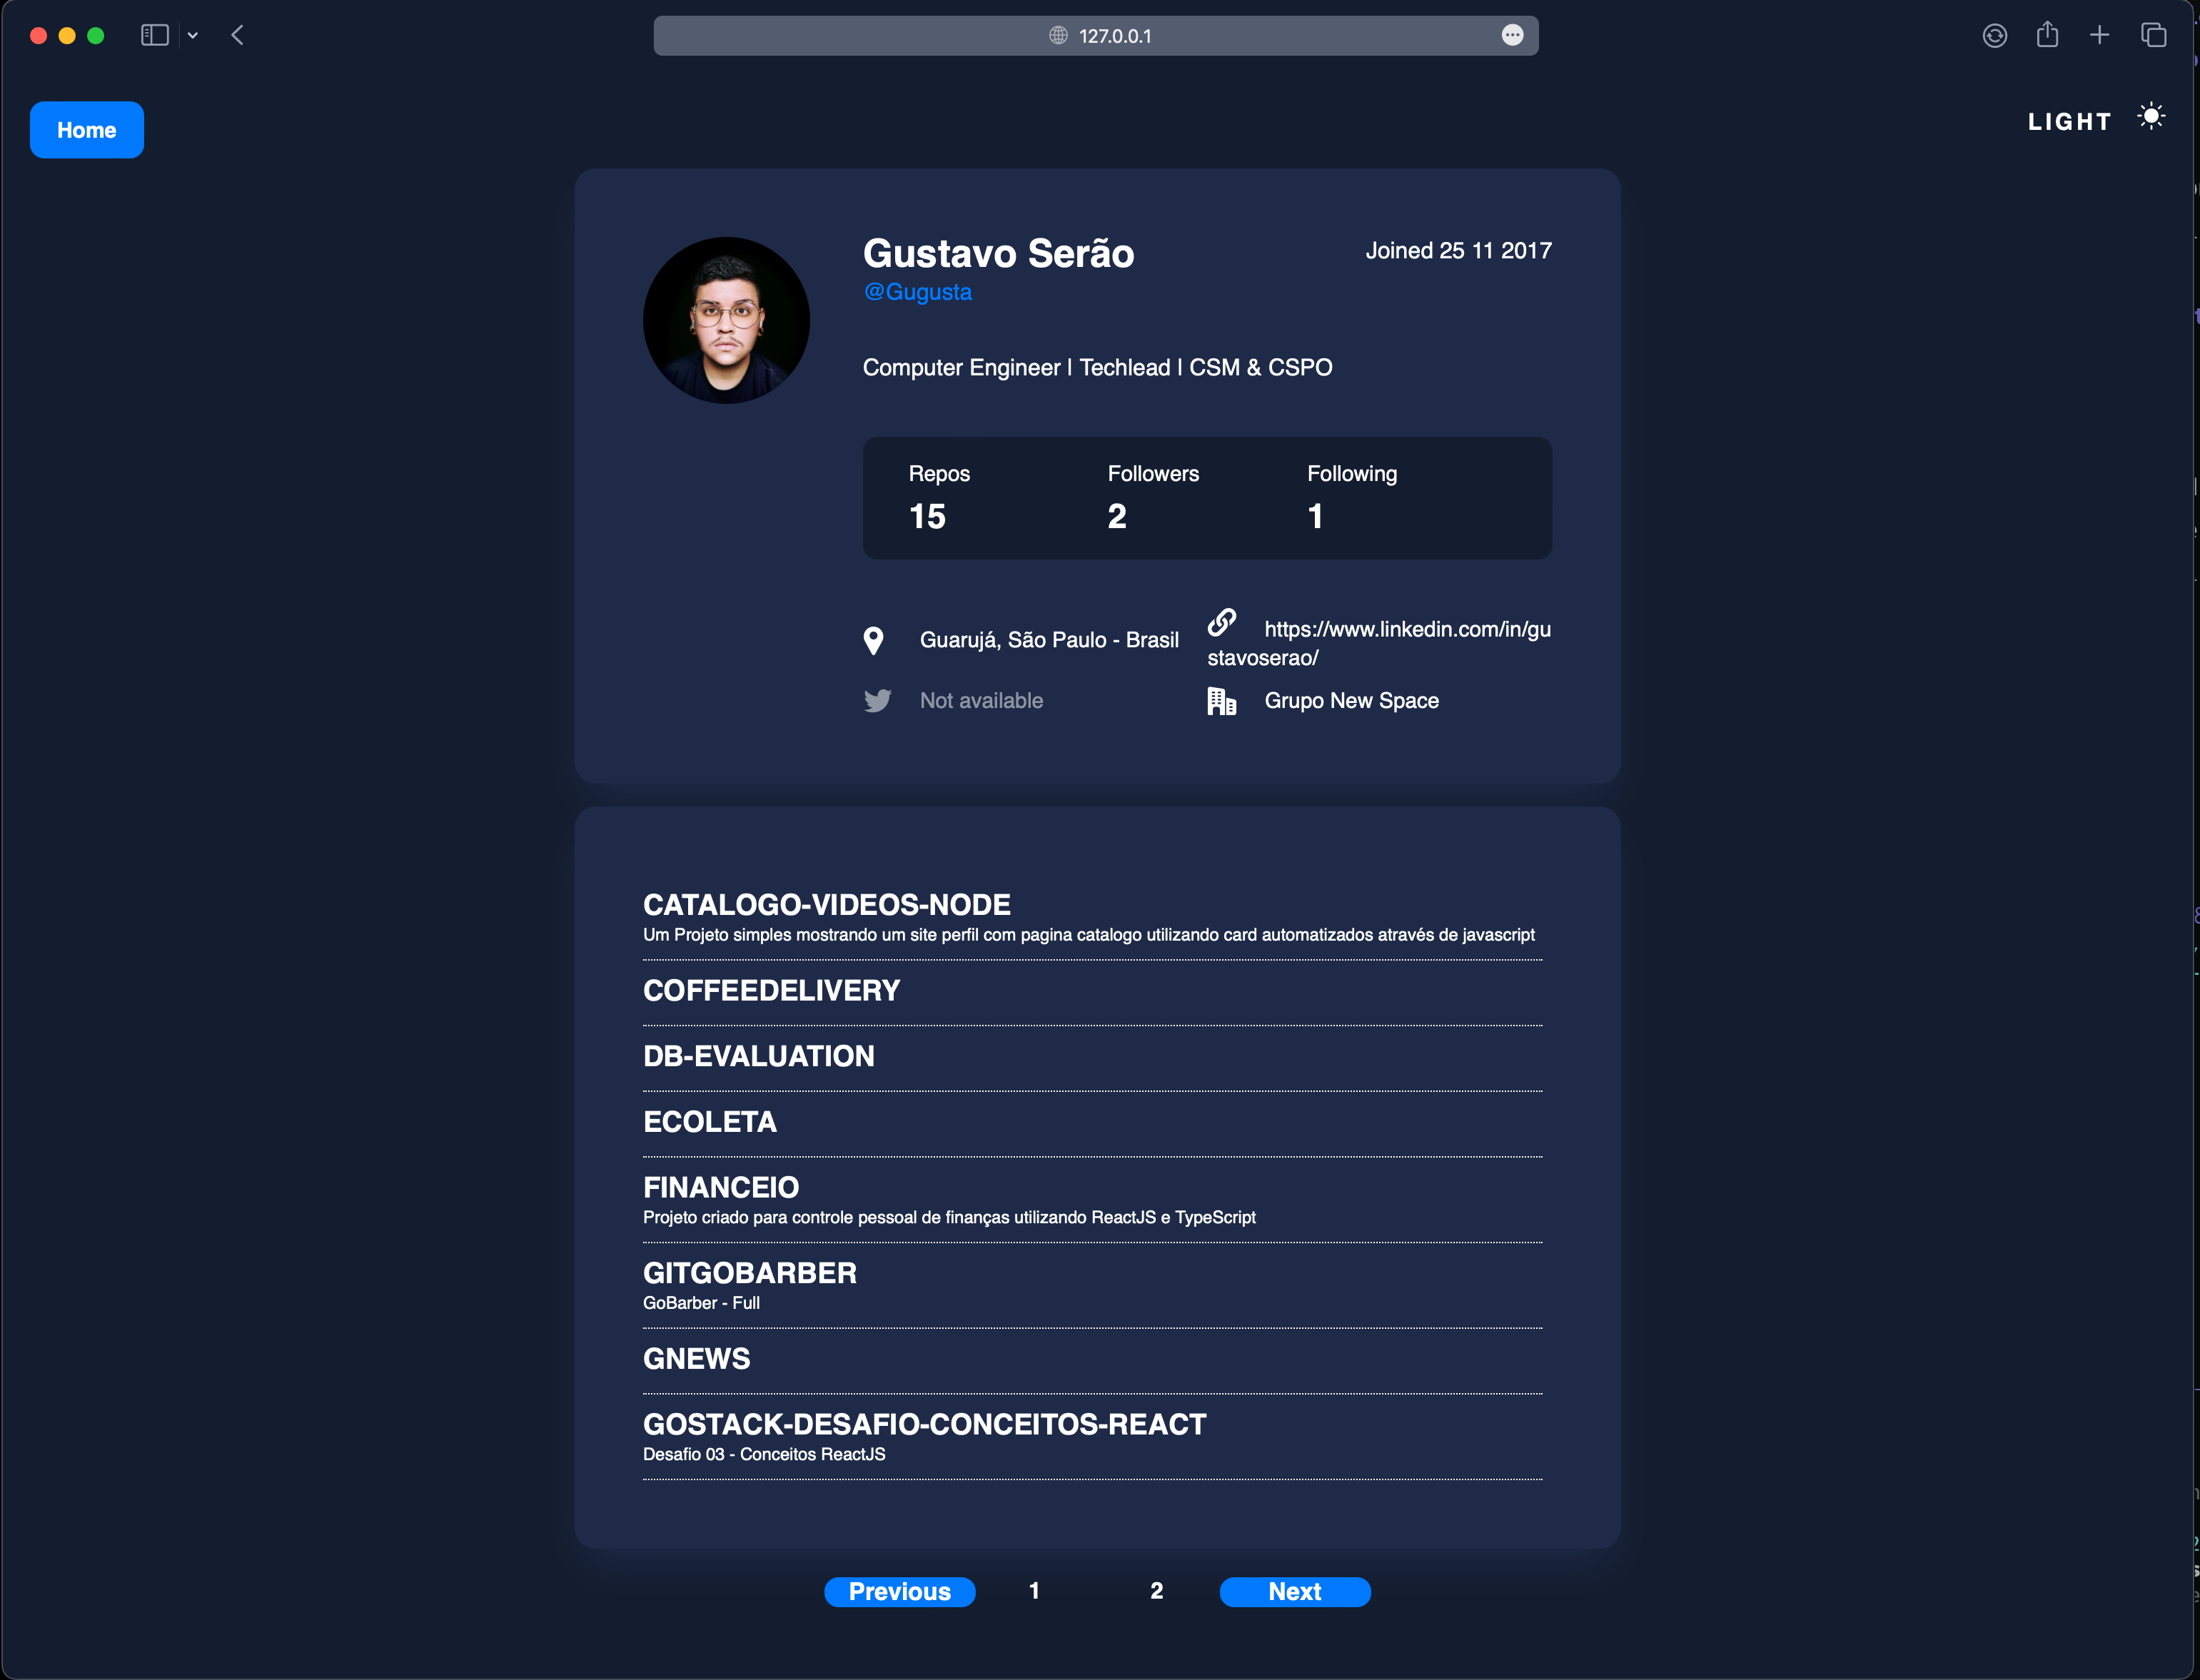 127.0.0.1
Home
LIGHT
Gustavo Serão
Joined 25 11 2017
@Gugusta
Computer Engineer | Techlead | CSM & CSPO
Repos Followers Following
15 2 1
Guarujá, São Paulo - Brasil
https://www.linkedin.com/in/gu
stavoserao/
Not available
Grupo New Space
CATALOGO-VIDEOS-NODE
Um Projeto simples mostrando um site perfil com pagina catalogo utilizando card automatizados através de javascript
COFFEEDELIVERY
DB-EVALUATION
ECOLETA
FINANCEIO
Projeto criado para controle pessoal de finanças utilizando ReactJS e TypeScript
GITGOBARBER
GoBarber - Full
GNEWS
GOSTACK-DESAFIO-CONCEITOS-REACT
Desafio 03 - Conceitos ReactJS
Previous 1 2 Next